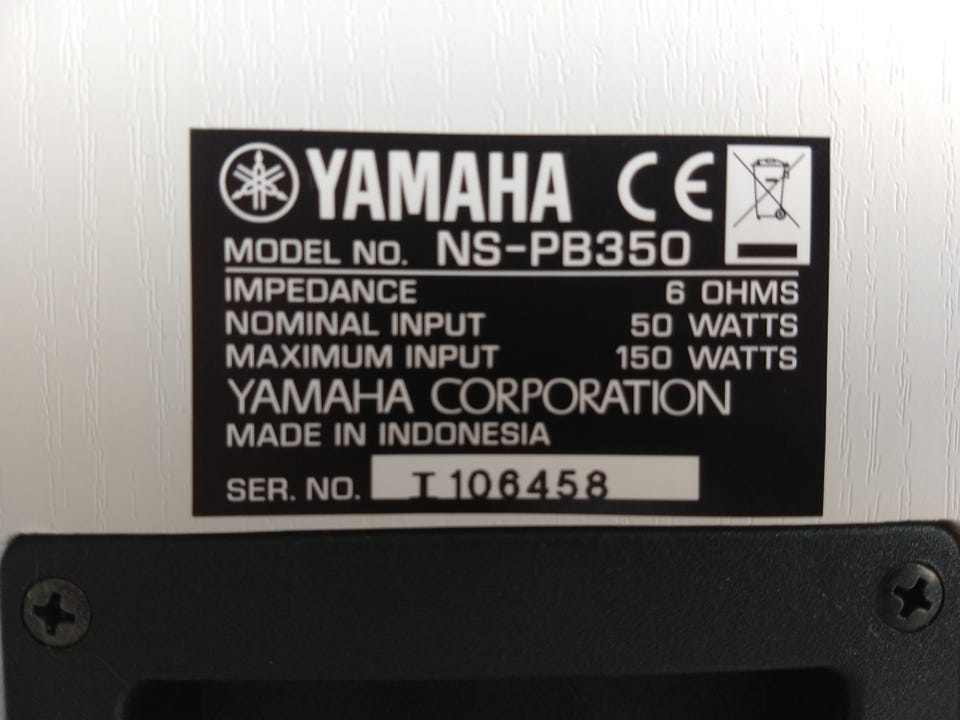 YAMAHA CE
MODEL NO. NS-PB350
IMPEDANCE 6 OHMS
NOMINAL INPUT 50 WATTS
MAXIMUM INPUT 150 WATTS
YAMAHA CORPORATION
MADE IN INDONESIA
SER. NO. I106458